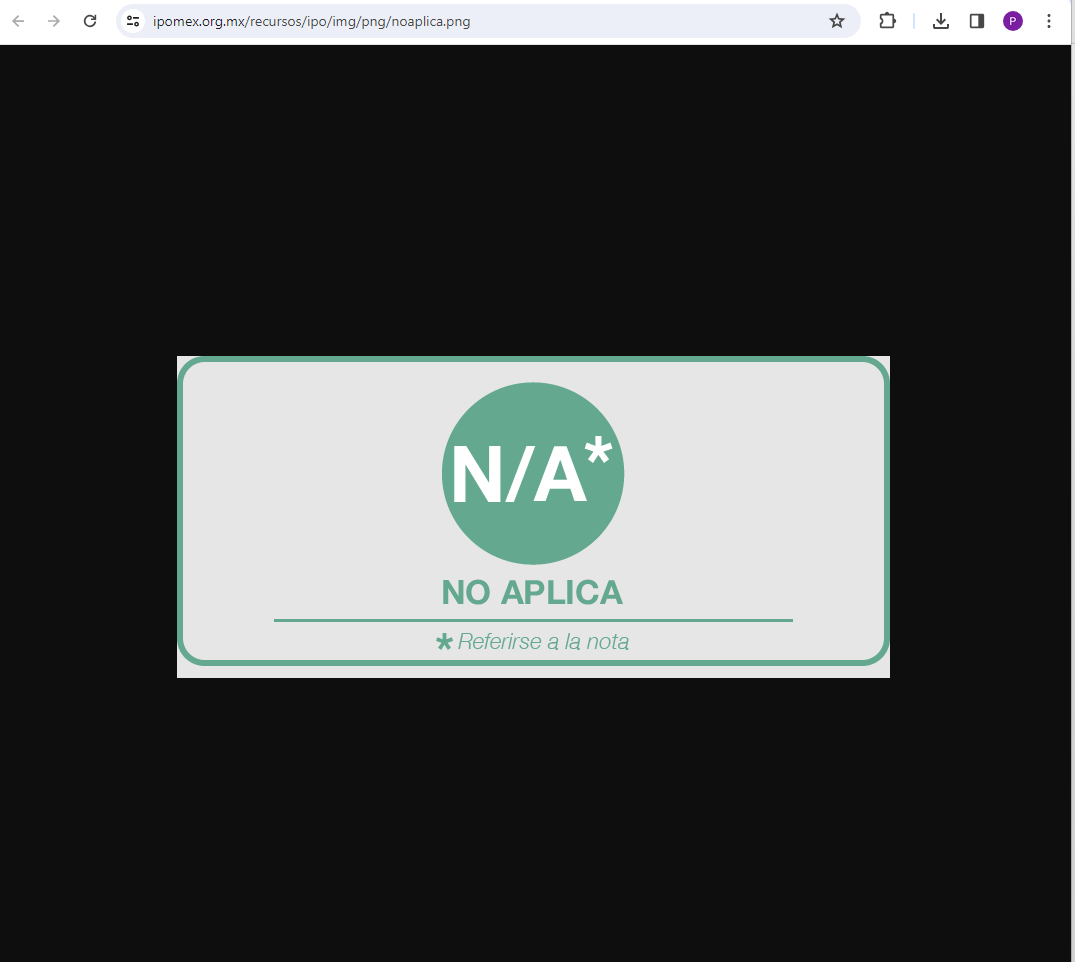 ipomex.org.mx/recursos/ipo/img/png/noaplica.png
P
N/A*
NO APLICA
* Referirse a la nota